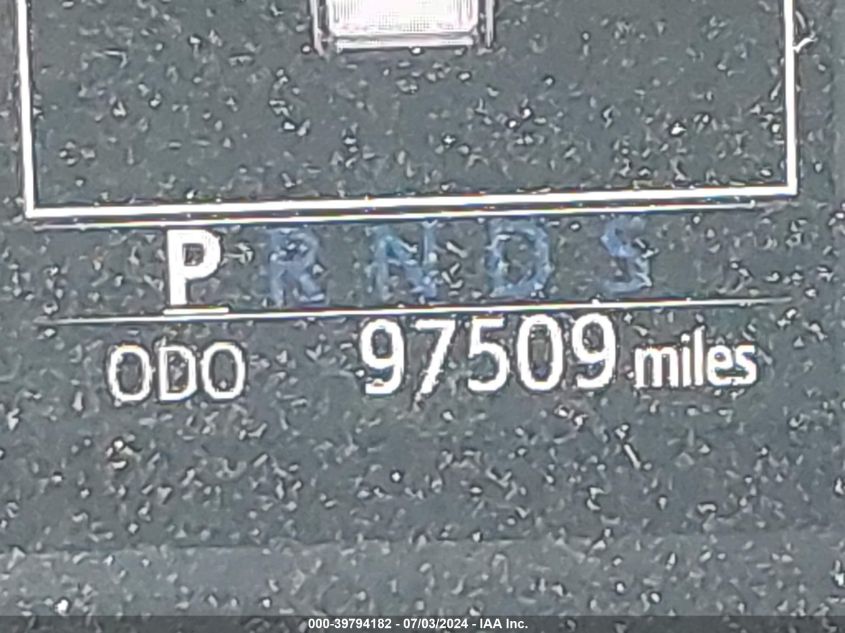 P R N D S
ODO 97509 miles
000-39794182 - 07/03/2024 - IAA Inc.